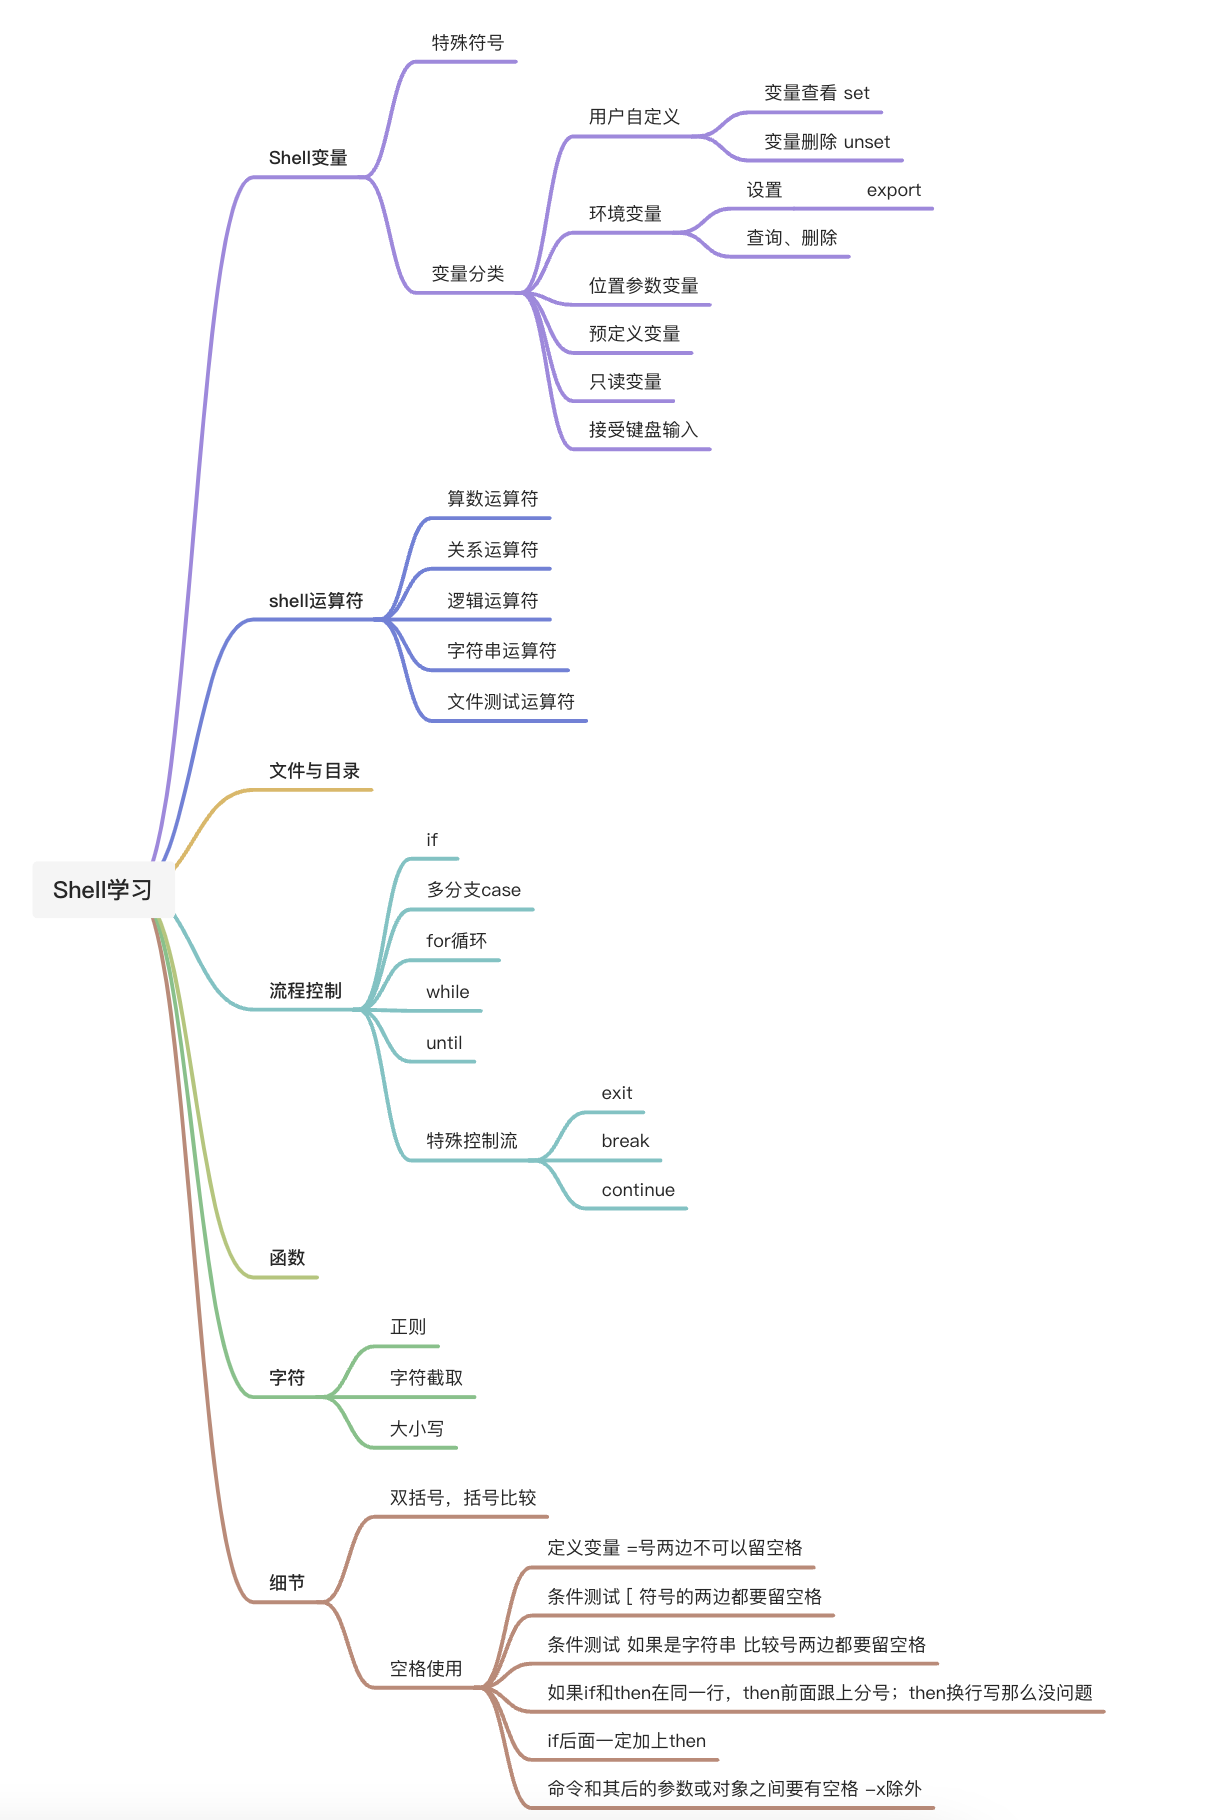 Shell学习
Shell变量
特殊符号
变量分类
用户自定义
变量查看 set
变量删除 unset
环境变量
设置
export
查询、删除
位置参数变量
预定义变量
只读变量
接受键盘输入
shell运算符
算数运算符
关系运算符
逻辑运算符
字符串运算符
文件测试运算符
文件与目录
流程控制
if
多分支case
for循环
while
until
特殊控制流
exit
break
continue
函数
字符
正则
字符截取
大小写
细节
双括号，括号比较
空格使用
定义变量 =号两边不可以留空格
条件测试 [ 符号的两边都要留空格
条件测试 如果是字符串 比较号两边都要留空格
如果if和then在同一行，then前面跟上分号；then换行写那么没问题
if后面一定加上then
命令和其后的参数或对象之间要有空格 -x除外